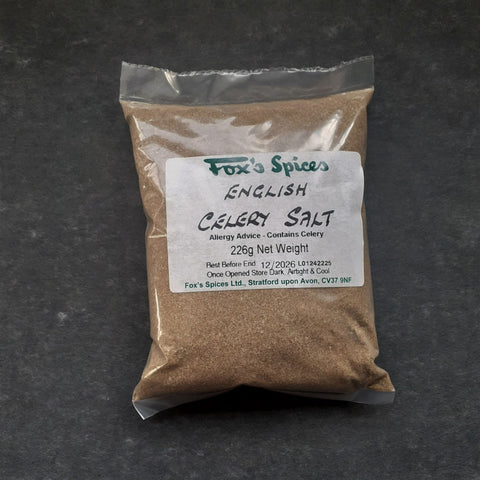 Fox's Spices
ENGLISH
CELERY SALT
Allergy Advice - Contains Celery
226g Net Weight
Best Before End 12/2026 L01242225
Once Opened Store Dark, Airtight & Cool
Fox's Spices Ltd., Stratford upon Avon, CV37 9NF